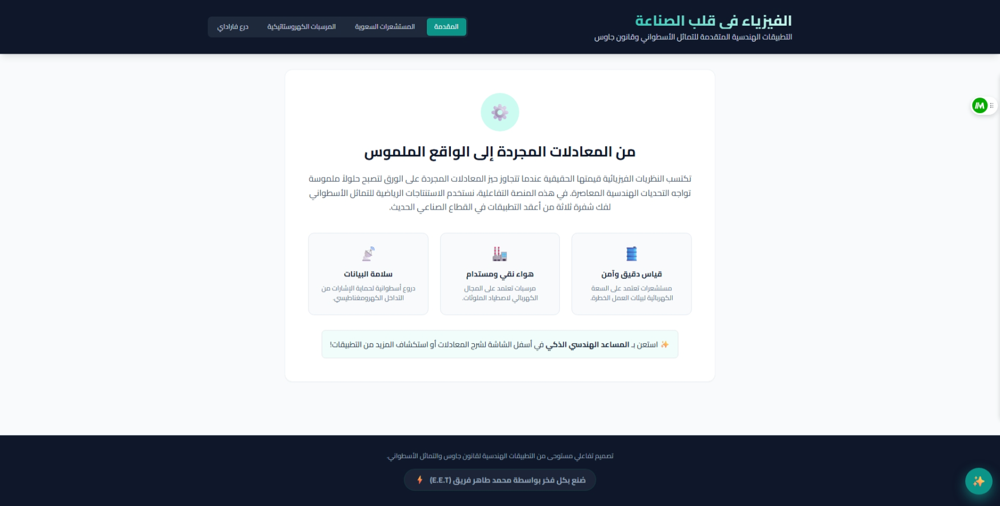 الفيزياء في قلب الصناعة
التطبيقات الهندسية المتقدمة للتماثل الأسطواني وقانون جاوس
المقدمة
المستشعرات السعوية
المرسبات الكهروستاتيكية
درع فاراداي
من المعادلات المجردة إلى الواقع الملموس
تكتسب النظريات الفيزيائية قيمتها الحقيقية عندما تتجاوز حيز المعادلات المجردة على الورق لتصبح حلولاً ملموسة
تواجه التحديات الهندسية المعاصرة. في هذه المنصة التفاعلية، نستخدم الاستنتاجات الرياضية للتماثل الأسطواني
لفك شفرة ثلاثة من أعقد التطبيقات في القطاع الصناعي الحديث.
قياس دقيق وآمن
مستشعرات تعتمد على السعة
الكهربائية لبيئات العمل الخطرة.
هواء نقي ومستدام
مرسبات تعتمد على المجال
الكهربائي لاصطياد الملوثات.
سلامة البيانات
دروع أسطوانية لحماية الإشارات من
التداخل الكهرومغناطيسي.
✨ استعن بـ المساعد الهندسي الذكي في أسفل الشاشة لشرح المعادلات أو استكشاف المزيد من التطبيقات!
تصميم تفاعلي مستوحى من التطبيقات الهندسية لقانون جاوس والتماثل الأسطواني.
صُنع بكل فخر بواسطة محمد طاهر فريق (E.E.T)